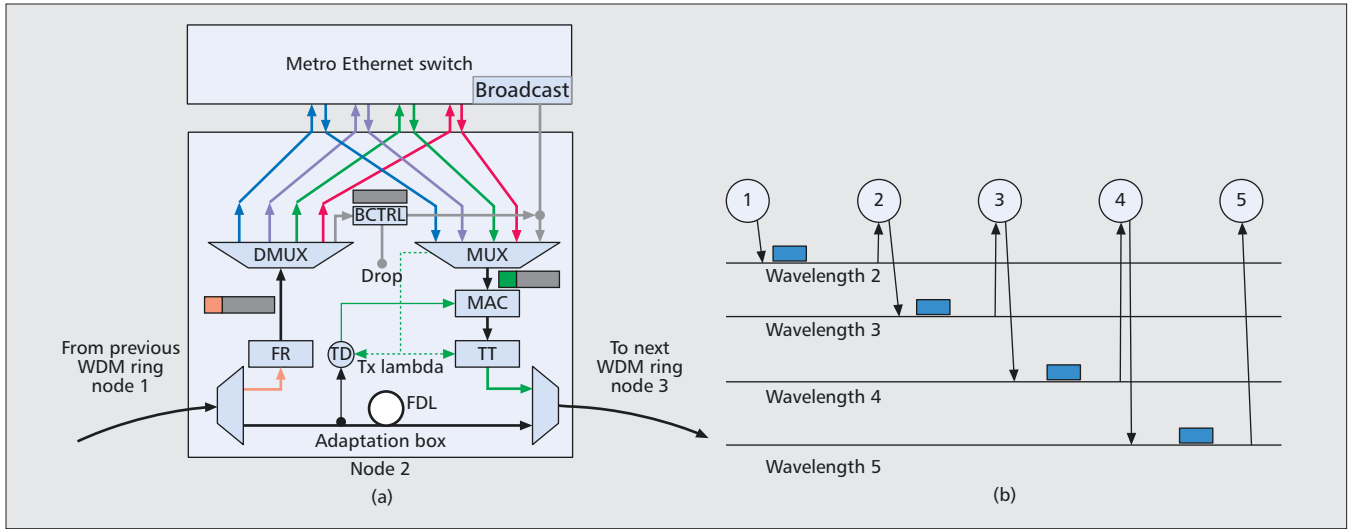 Metro Ethernet switch
Broadcast
BCTRL
DMUX
Drop
MUX
MAC
From previous
WDM ring
node 1
FR
TD
Tx lambda
TT
FDL
Adaptation box
To next
WDM ring
node 3
Node 2
(a)
1
2
3
4
5
Wavelength 2
Wavelength 3
Wavelength 4
Wavelength 5
(b)